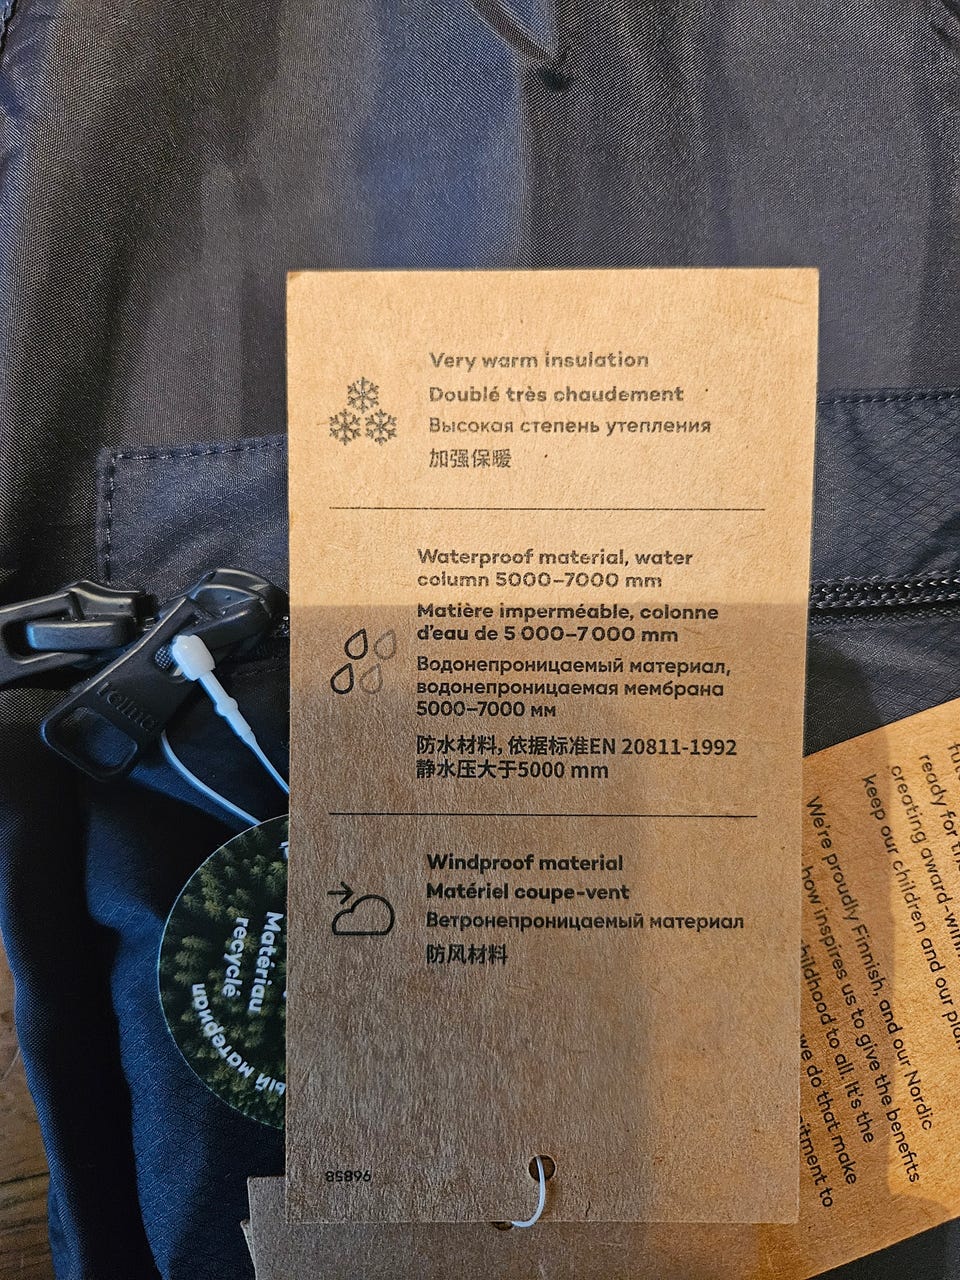 Very warm insulation
Doublé très chaudement
Высокая степень утепления
加强保暖
Waterproof material, water
column 5000–7000 mm
Matière imperméable, colonne
d'eau de 5 000–7 000 mm
Водонепроницаемый материал,
водонепроницаемая мембрана
5000–7000 мм
防水材料, 依据标准EN 20811-1992
静水压大于5000 mm
Windproof material
Matériel coupe-vent
Ветронепроницаемый материал
防风材料
96858
reima
Matériau
recyclé
материал
ready for
creating
keep our children and our
We're proudly Finnish, and our Nordic
how inspires us to give the benefits
childhood to all. It's the
we do that make
to